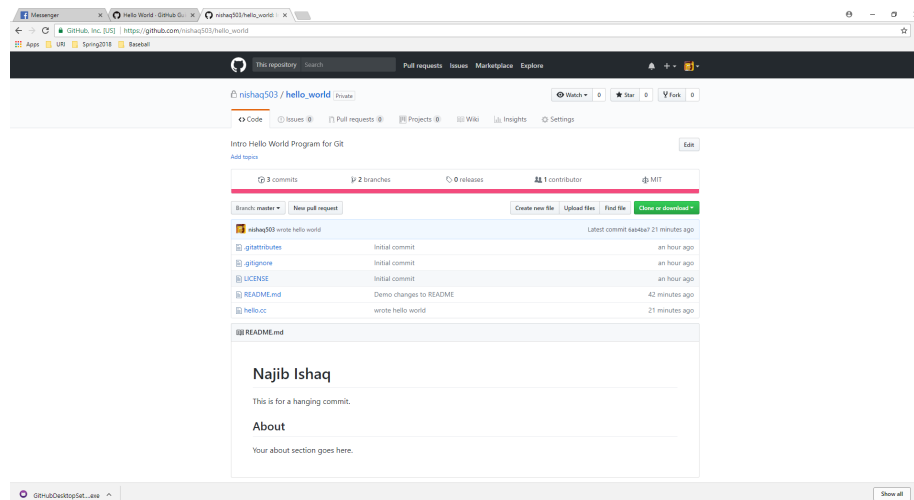 Messenger
Hello World · GitHub Gu
nishaq503/hello_world: I
GitHub, Inc. [US] | https://github.com/nishaq503/hello_world
Apps URI Spring2018 Baseball
This repository Search Pull requests Issues Marketplace Explore
nishaq503 / hello_world Private
Watch 0 Star 0 Fork 0
Code Issues 0 Pull requests 0 Projects 0 Wiki Insights Settings
Intro Hello World Program for Git
Edit
Add topics
3 commits 2 branches 0 releases 1 contributor MIT
Branch: master New pull request Create new file Upload files Find file Clone or download
nishaq503 wrote hello world Latest commit 21 minutes ago
.gitattributes Initial commit an hour ago
.gitignore Initial commit an hour ago
LICENSE Initial commit an hour ago
README.md Demo changes to README 42 minutes ago
hello.cc wrote hello world 21 minutes ago
README.md
Najib Ishaq
This is for a hanging commit.
About
Your about section goes here.
GitHubDesktopSet....exe Show all